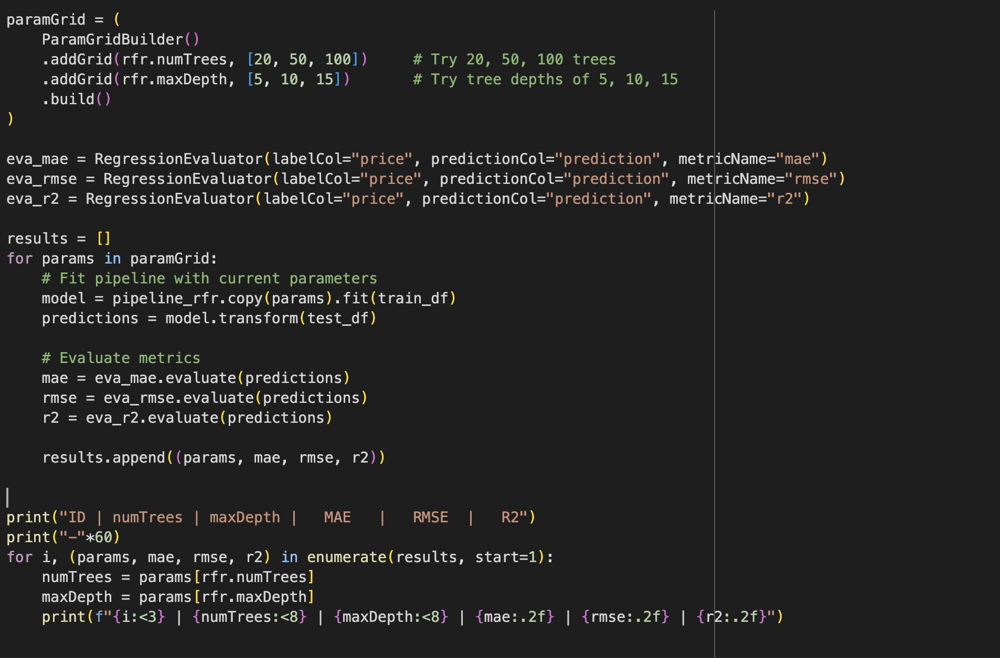 paramGrid = (
    ParamGridBuilder()
    .addGrid(rfr.numTrees, [20, 50, 100])     # Try 20, 50, 100 trees
    .addGrid(rfr.maxDepth, [5, 10, 15])       # Try tree depths of 5, 10, 15
    .build()
)

eva_mae = RegressionEvaluator(labelCol="price", predictionCol="prediction", metricName="mae")
eva_rmse = RegressionEvaluator(labelCol="price", predictionCol="prediction", metricName="rmse")
eva_r2 = RegressionEvaluator(labelCol="price", predictionCol="prediction", metricName="r2")

results = []
for params in paramGrid:
    # Fit pipeline with current parameters
    model = pipeline_rfr.copy(params).fit(train_df)
    predictions = model.transform(test_df)

    # Evaluate metrics
    mae = eva_mae.evaluate(predictions)
    rmse = eva_rmse.evaluate(predictions)
    r2 = eva_r2.evaluate(predictions)

    results.append((params, mae, rmse, r2))

print("ID | numTrees | maxDepth |   MAE   |   RMSE  |   R2")
print("-"*60)
for i, (params, mae, rmse, r2) in enumerate(results, start=1):
    numTrees = params[rfr.numTrees]
    maxDepth = params[rfr.maxDepth]
    print(f"{i:<3} | {numTrees:<8} | {maxDepth:<8} | {mae:.2f} | {rmse:.2f} | {r2:.2f}")